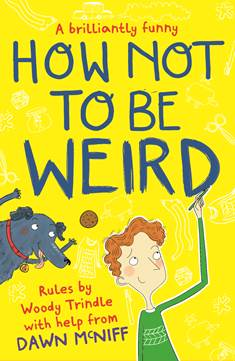 A brilliantly funny
HOW NOT
TO BE
WEIRD
Rules by
Woody Trindle
with help from
DAWN McNIFF